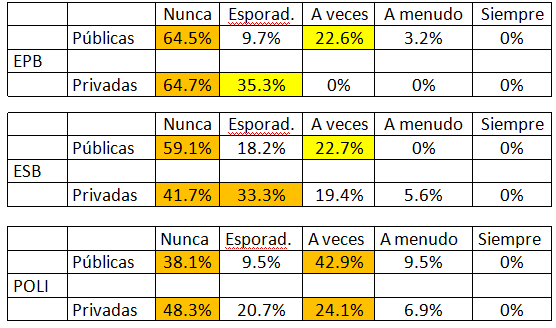 Nunca Esporad. A veces A menudo Siempre
Públicas 64.5% 9.7% 22.6% 3.2% 0%
EPB
Privadas 64.7% 35.3% 0% 0% 0%
Nunca Esporad. A veces A menudo Siempre
Públicas 59.1% 18.2% 22.7% 0% 0%
ESB
Privadas 41.7% 33.3% 19.4% 5.6% 0%
Nunca Esporad. A veces A menudo Siempre
Públicas 38.1% 9.5% 42.9% 9.5% 0%
POLI
Privadas 48.3% 20.7% 24.1% 6.9% 0%